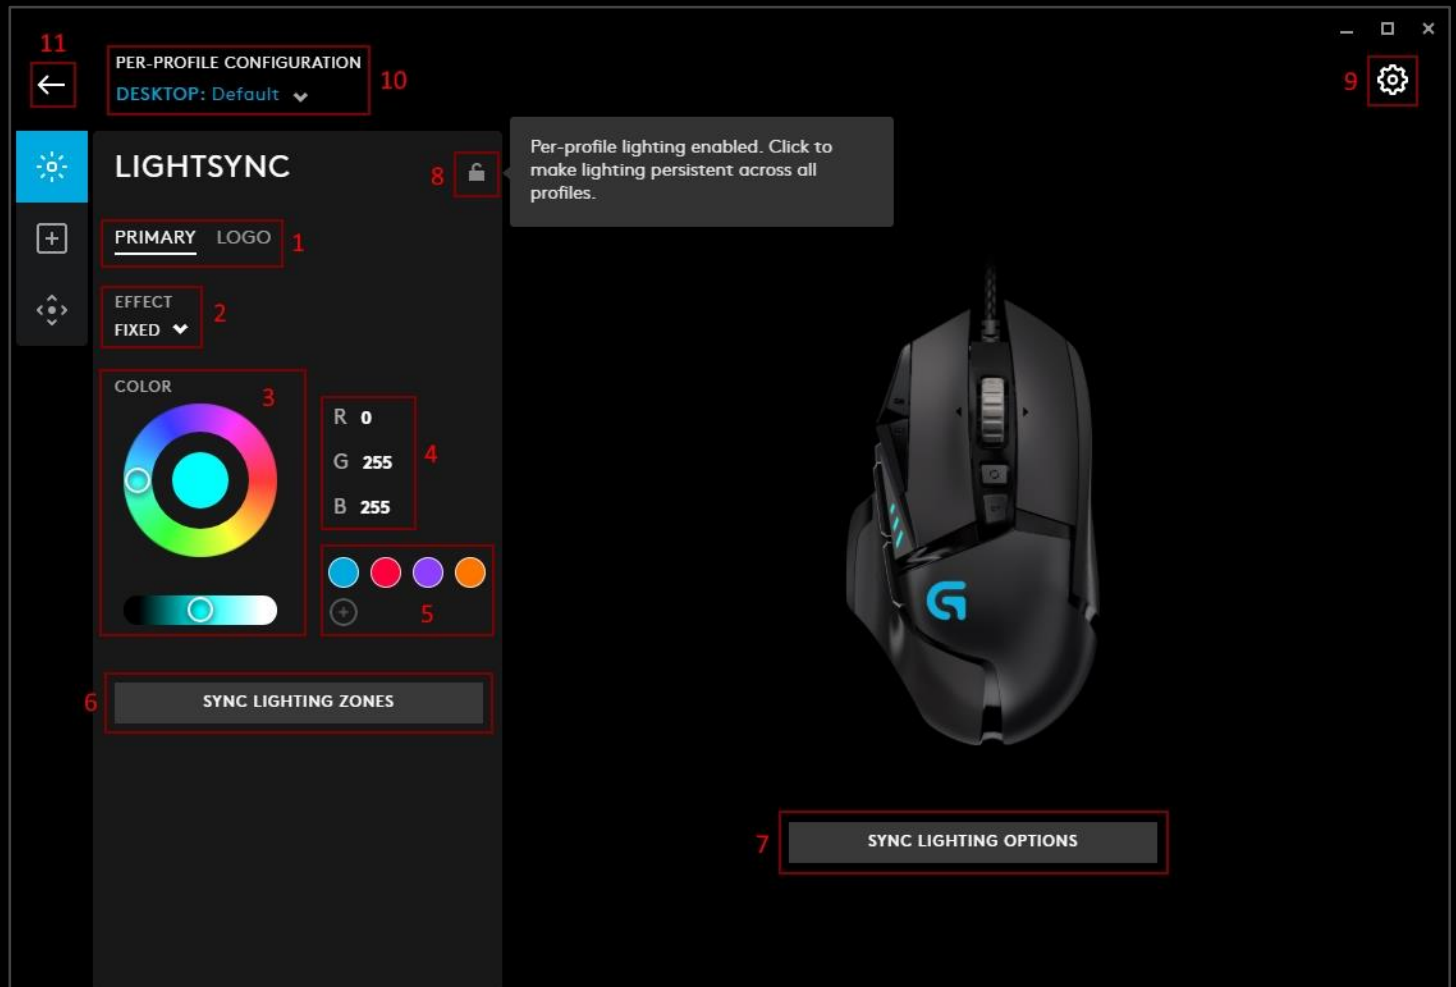 11
PER-PROFILE CONFIGURATION
DESKTOP: Default
10
9
LIGHTSYNC
8
Per-profile lighting enabled. Click to
make lighting persistent across all
profiles.
PRIMARY LOGO
1
EFFECT
FIXED
2
COLOR
3
R 0
G 255
B 255
4
5
6
SYNC LIGHTING ZONES
7
SYNC LIGHTING OPTIONS